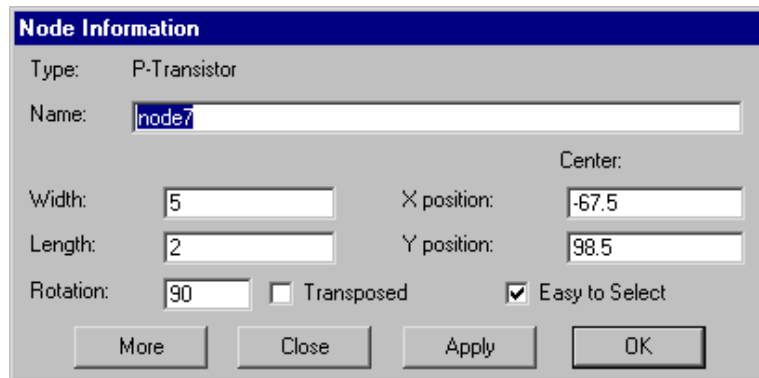 Node Information
Type: P-Transistor
Name: node7
Center:
Width: 5 X position: -67.5
Length: 2 Y position: 98.5
Rotation: 90 Transposed Easy to Select
More Close Apply OK